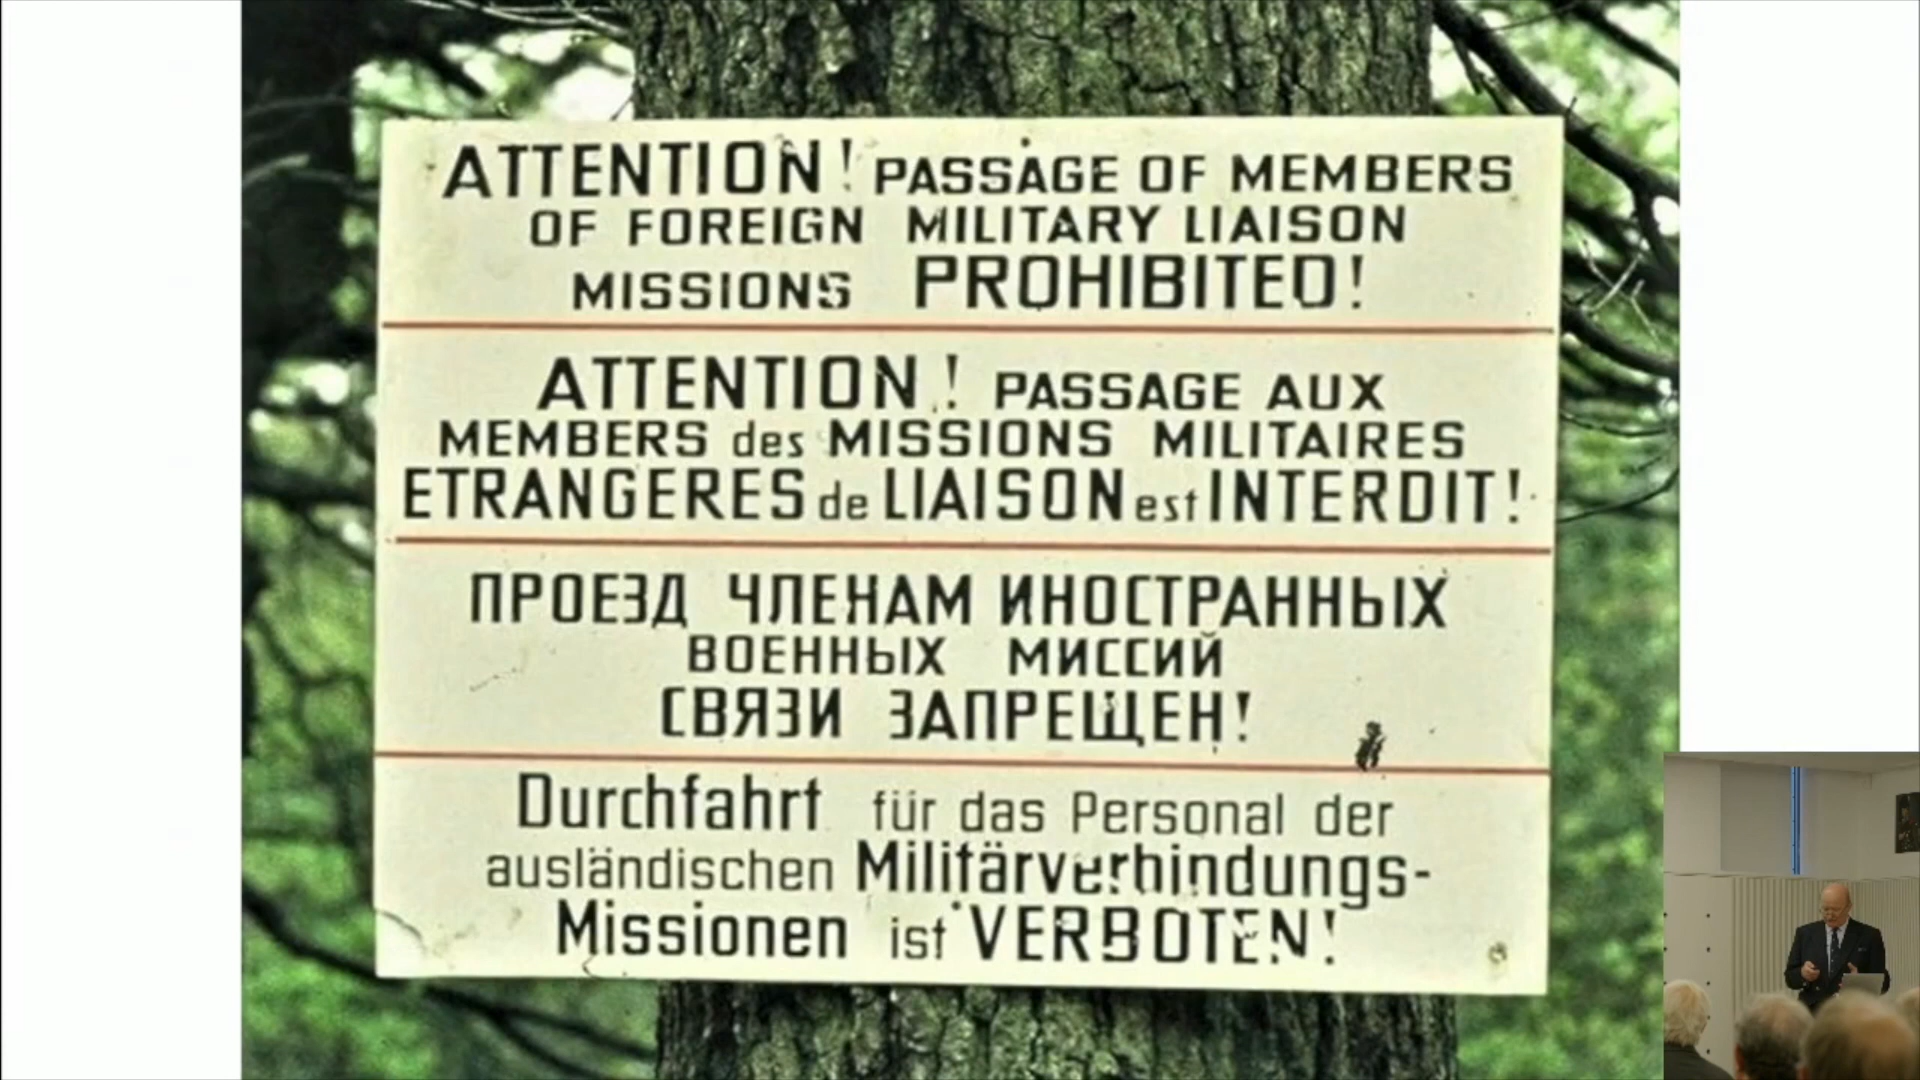 ATTENTION! PASSAGE OF MEMBERS
OF FOREIGN MILITARY LIAISON
MISSIONS PROHIBITED!
ATTENTION! PASSAGE AUX
MEMBERS des MISSIONS MILITAIRES
ETRANGERES de LIAISON est INTERDIT!
ПРОЕЗД ЧЛЕНАМ ИНОСТРАННЫХ
ВОЕННЫХ МИССИЙ
СВЯЗИ ЗАПРЕЩЕН!
Durchfahrt für das Personal der
ausländischen Militärverbindungs-
Missionen ist VERBOTEN!